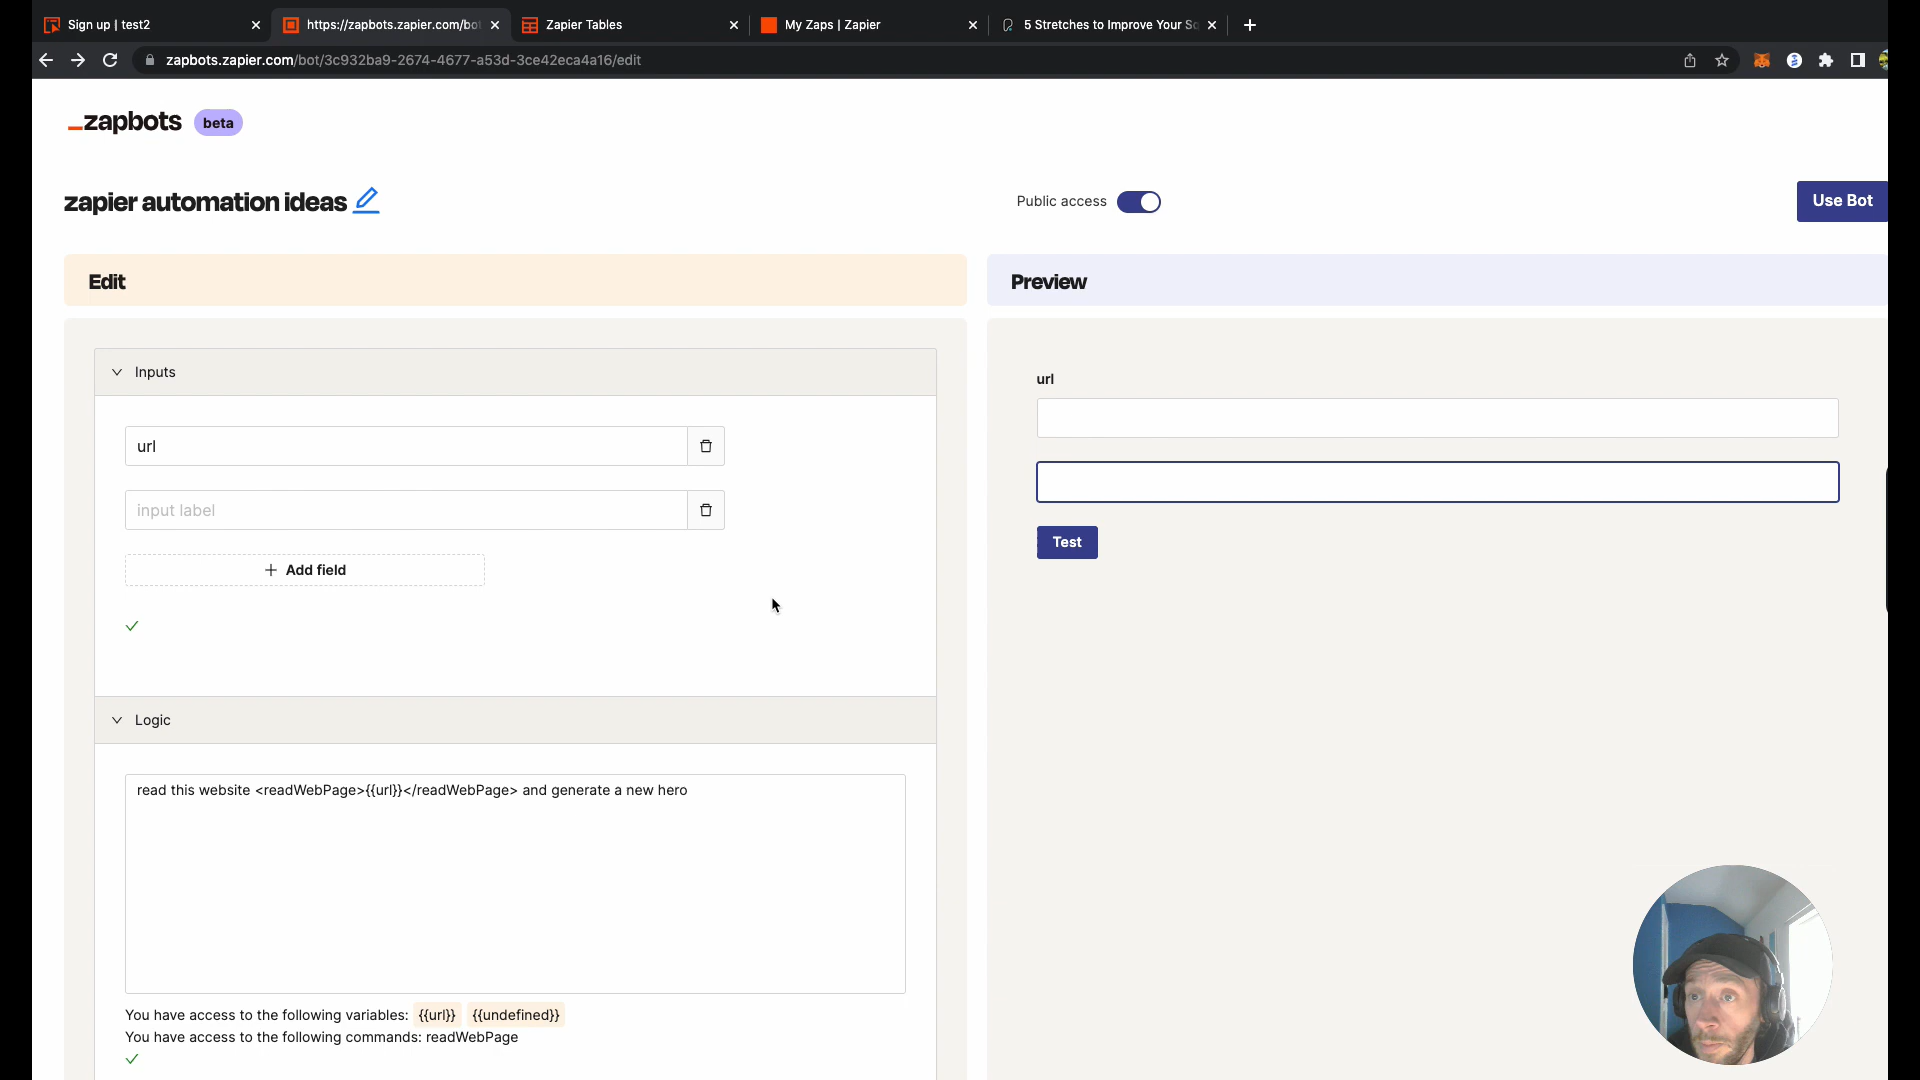 Sign up | test2
https://zapbots.zapier.com/bo
Zapier Tables
My Zaps | Zapier
5 Stretches to Improve Your Sq
zapbots.zapier.com/bot/3c932ba9-2674-4677-a53d-3ce42eca4a16/edit
_zapbots beta
zapier automation ideas
Public access
Use Bot
Edit
Preview
Inputs
url
url
input label
Add field
Test
Logic
read this website <readWebPage>{{url}}</readWebPage> and generate a new hero
You have access to the following variables: {{url}} {{undefined}}
You have access to the following commands: readWebPage